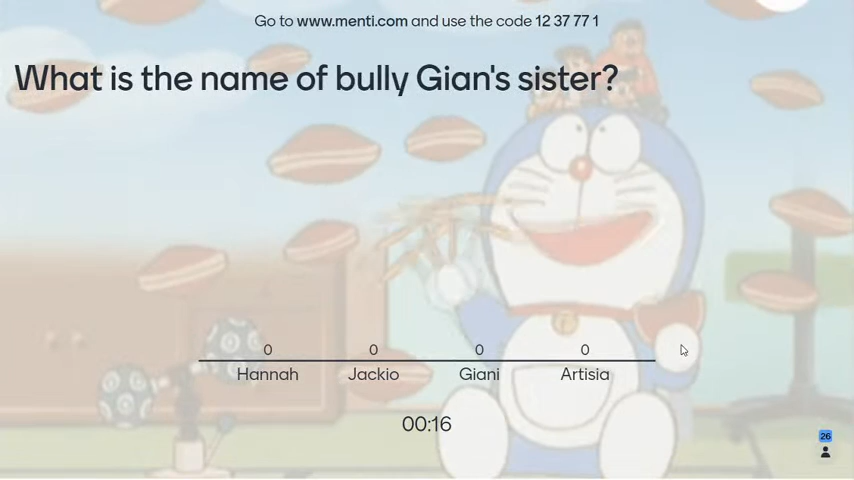 Go to www.menti.com and use the code 12 37 77 1
What is the name of bully Gian's sister?
0 0 0 0
Hannah Jackio Giani Artisia
00:16
26